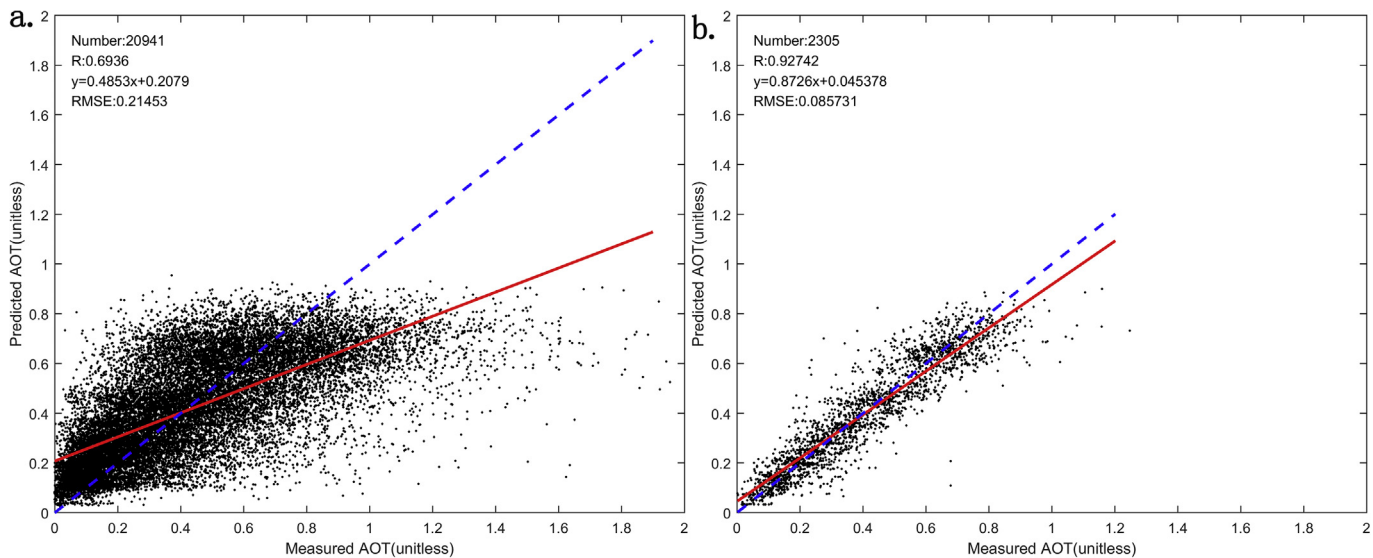 a.
Number:20941
R:0.6936
y=0.4853x+0.2079
RMSE:0.21453
Predicted AOT(unitless)
2
1.8
1.6
1.4
1.2
1
0.8
0.6
0.4
0.2
0
0 0.2 0.4 0.6 0.8 1 1.2 1.4 1.6 1.8 2
Measured AOT(unitless)
b.
Number:2305
R:0.92742
y=0.8726x+0.045378
RMSE:0.085731
Predicted AOT(unitless)
2
1.8
1.6
1.4
1.2
1
0.8
0.6
0.4
0.2
0
0 0.2 0.4 0.6 0.8 1 1.2 1.4 1.6 1.8 2
Measured AOT(unitless)